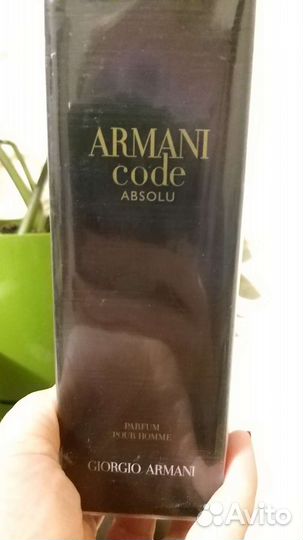 ARMANI
code
ABSOLU
PARFUM
POUR HOMME
GIORGIO ARMANI
Avito